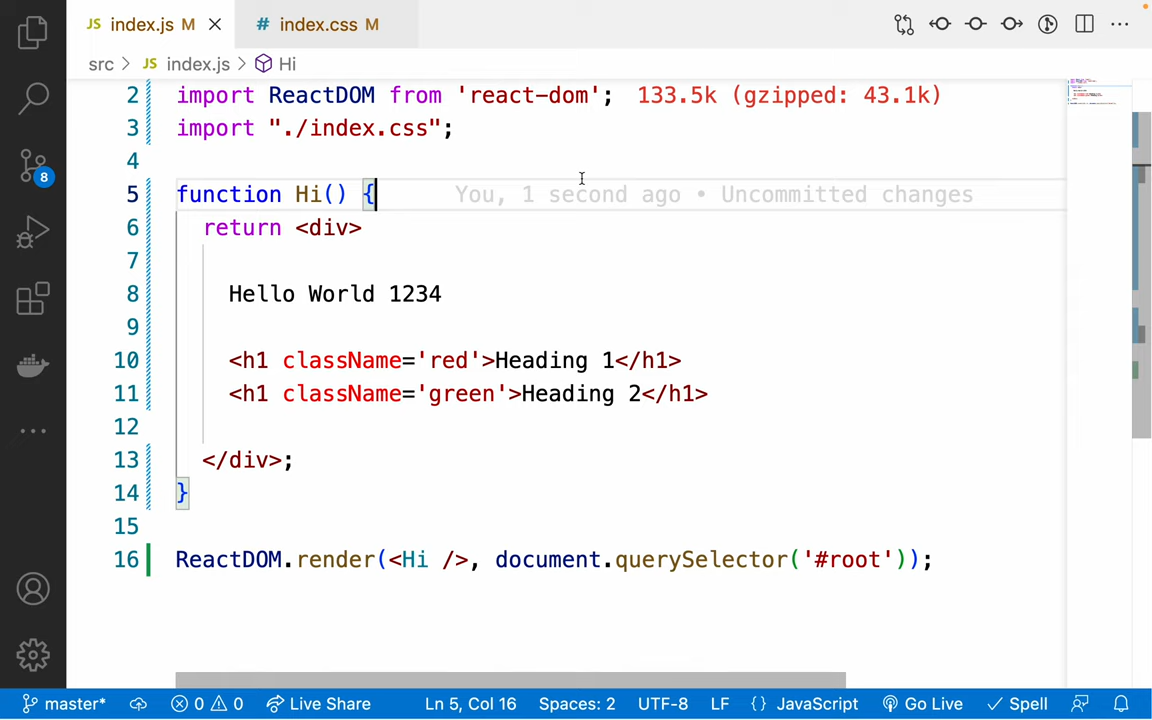 JS index.js M # index.css M
src JS index.js Hi
2 import ReactDOM from 'react-dom'; 133.5k (gzipped: 43.1k)
3 import "./index.css";
4
5 function Hi() { You, 1 second ago • Uncommitted changes
6 return <div>
7
8 Hello World 1234
9
10 <h1 className='red'>Heading 1</h1>
11 <h1 className='green'>Heading 2</h1>
12
13 </div>;
14 }
15
16 ReactDOM.render(<Hi />, document.querySelector('#root'));
8
master* 0 0 Live Share Ln 5, Col 16 Spaces: 2 UTF-8 LF {} JavaScript Go Live Spell